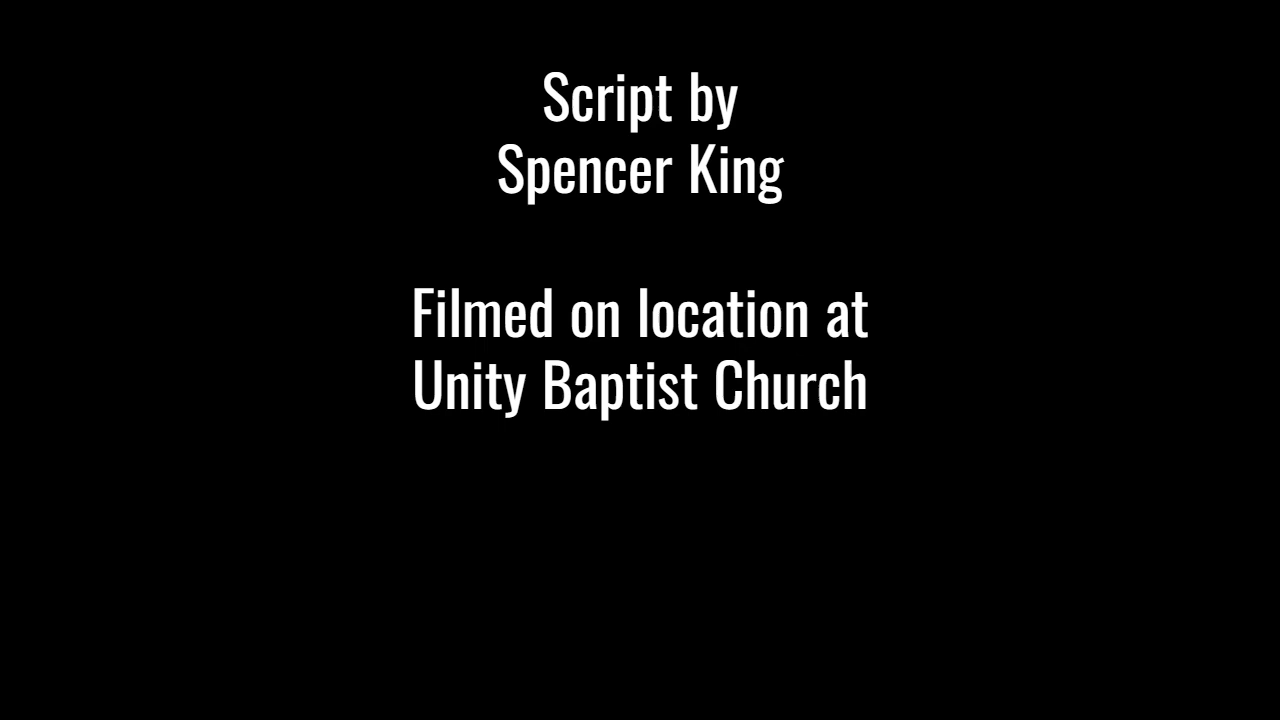 Script by
Spencer King
Filmed on location at
Unity Baptist Church